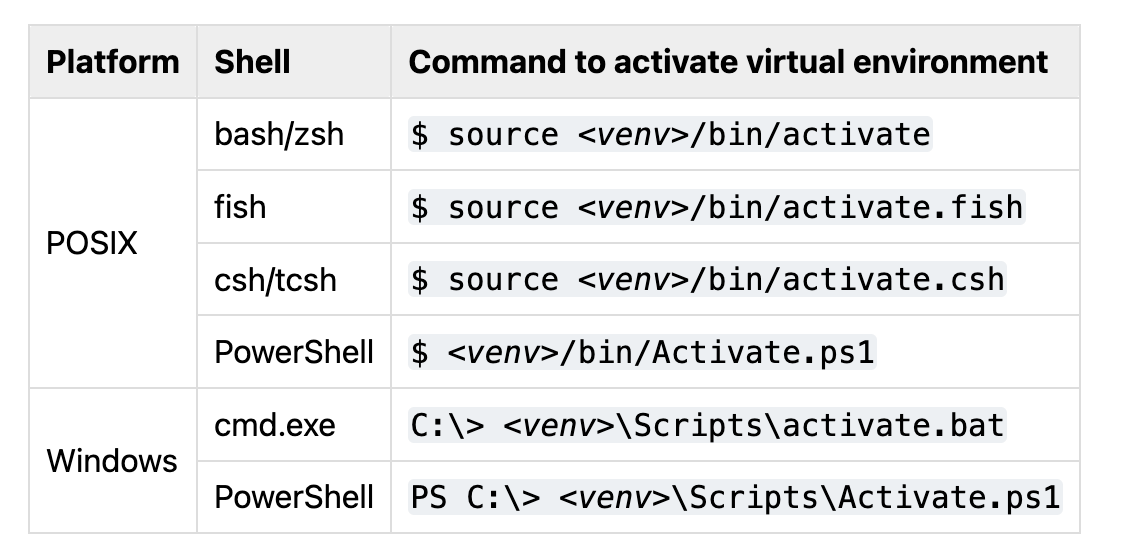 Platform Shell Command to activate virtual environment
POSIX bash/zsh $ source <venv>/bin/activate
fish $ source <venv>/bin/activate.fish
csh/tcsh $ source <venv>/bin/activate.csh
PowerShell $ <venv>/bin/Activate.ps1
Windows cmd.exe C:\> <venv>\Scripts\activate.bat
PowerShell PS C:\> <venv>\Scripts\Activate.ps1